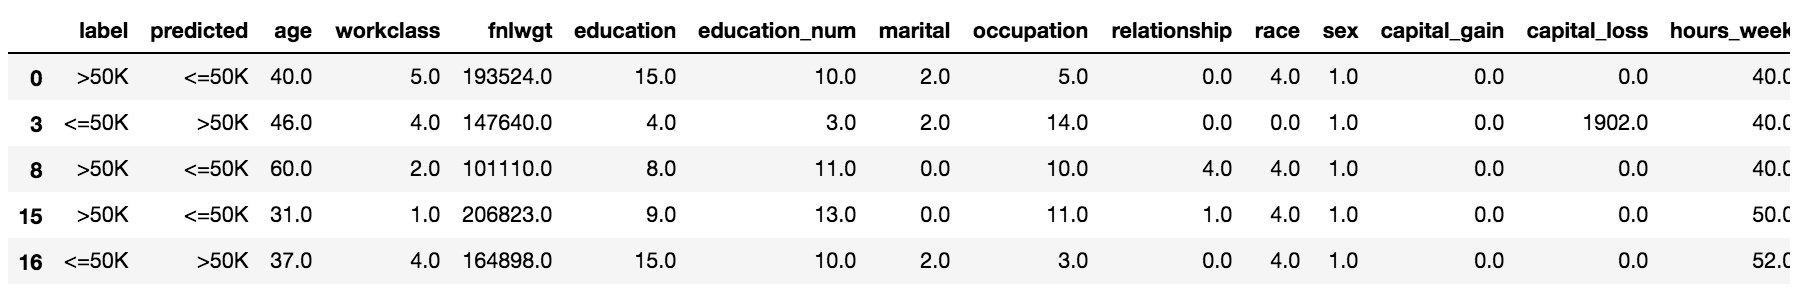 label predicted age workclass fnlwgt education education_num marital occupation relationship race sex capital_gain capital_loss hours_week
0 >50K <=50K 40.0 5.0 193524.0 15.0 10.0 2.0 5.0 0.0 4.0 1.0 0.0 0.0 40.0
3 <=50K >50K 46.0 4.0 147640.0 4.0 3.0 2.0 14.0 0.0 0.0 1.0 0.0 1902.0 40.0
8 >50K <=50K 60.0 2.0 101110.0 8.0 11.0 0.0 10.0 4.0 4.0 1.0 0.0 0.0 40.0
15 >50K <=50K 31.0 1.0 206823.0 9.0 13.0 0.0 11.0 1.0 4.0 1.0 0.0 0.0 50.0
16 <=50K >50K 37.0 4.0 164898.0 15.0 10.0 2.0 3.0 0.0 4.0 1.0 0.0 0.0 52.0